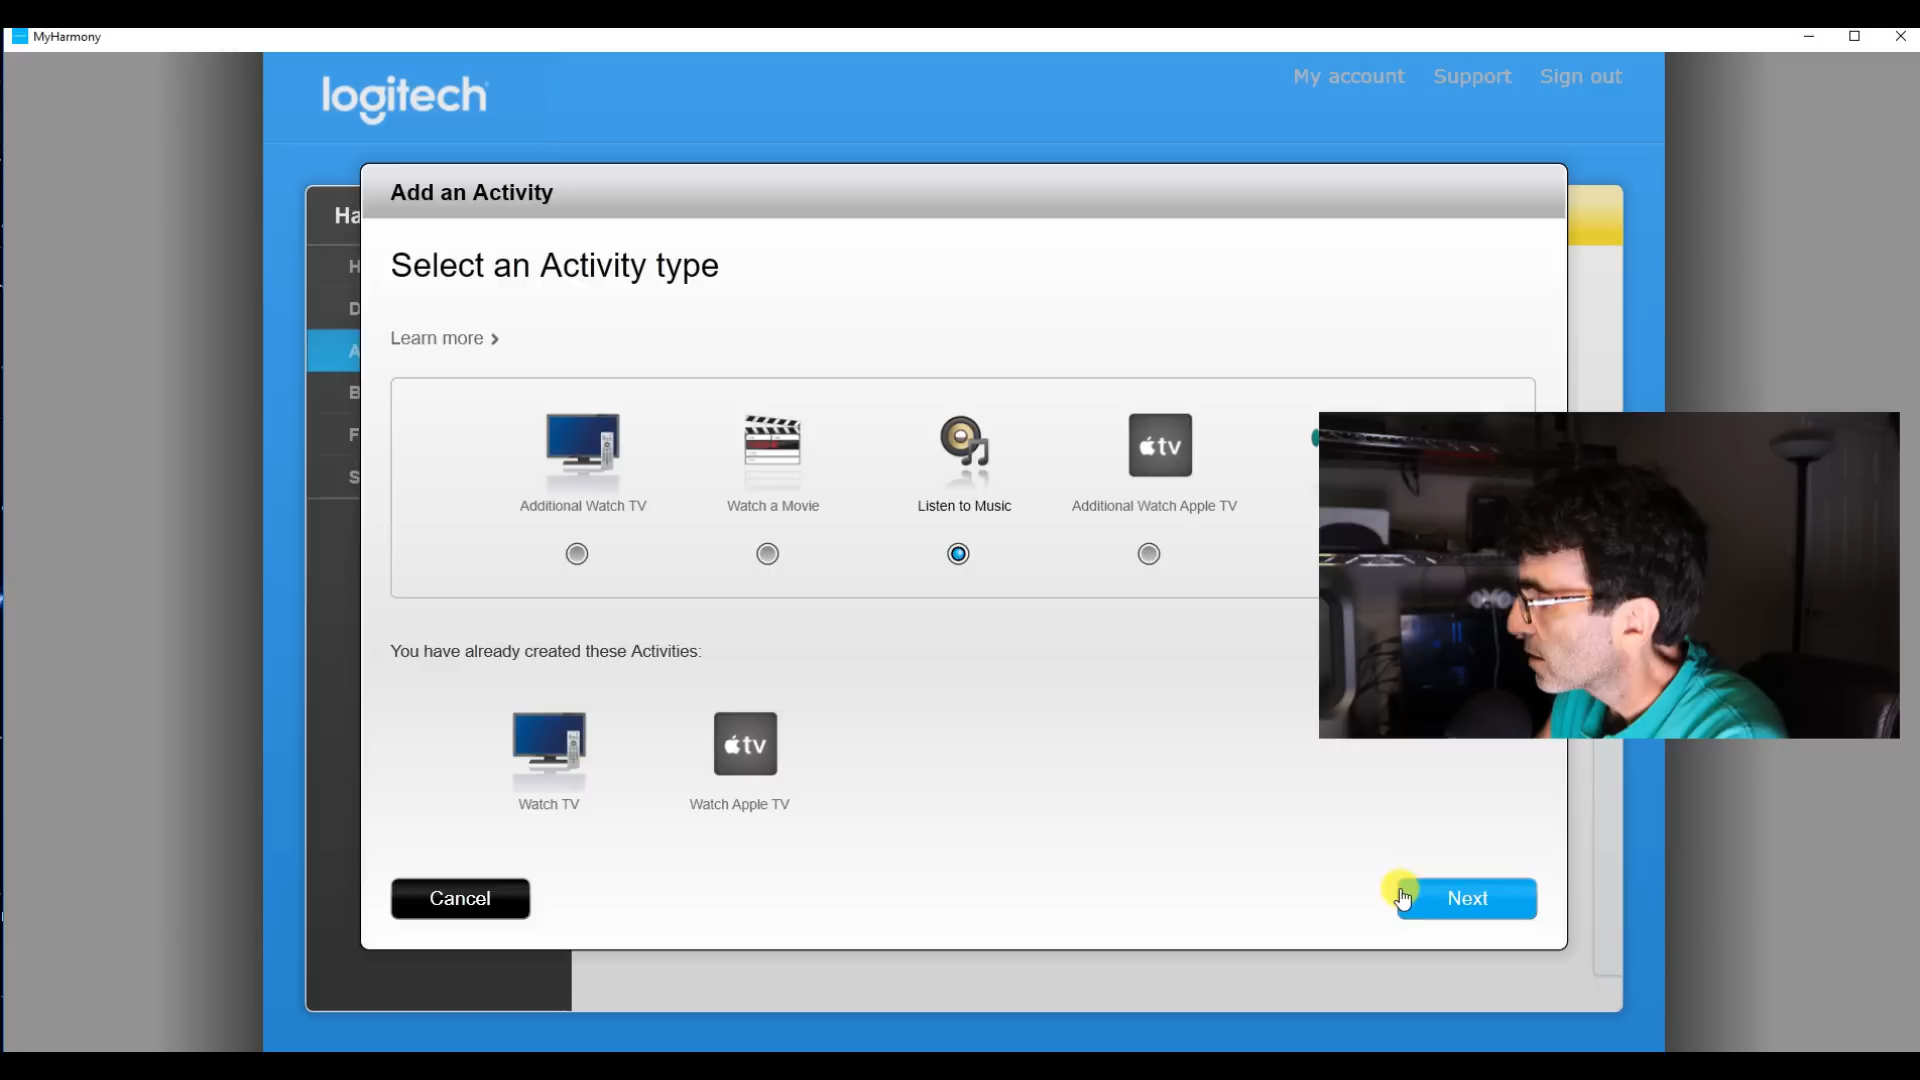 MyHarmony
logitech
My account Support Sign out
Add an Activity
Ha
H
D
A
B
F
S
Select an Activity type
Learn more >
tv
Additional Watch TV Watch a Movie Listen to Music Additional Watch Apple TV
You have already created these Activities:
tv
Watch TV Watch Apple TV
Cancel Next